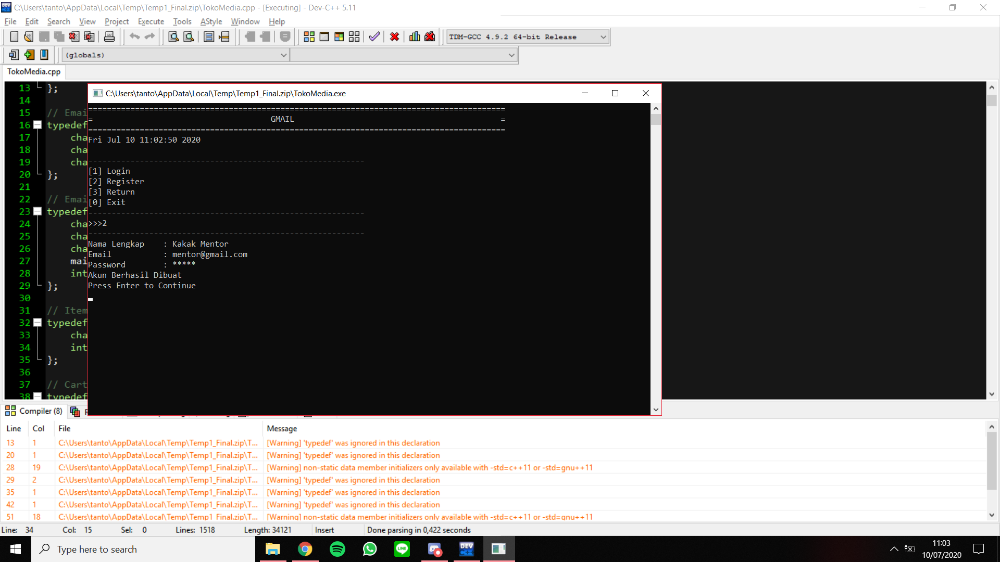 C:\Users\tanto\AppData\Local\Temp\Temp1_Final.zip\TokoMedia.cpp - [Executing] - Dev-C++ 5.11
File Edit Search View Project Execute Tools AStyle Window Help
TDM-GCC 4.9.2 64-bit Release
(globals)
TokoMedia.cpp
C:\Users\tanto\AppData\Local\Temp\Temp1_Final.zip\TokoMedia.exe
13 };
14
15 // Emai
16 typedef
17 cha
18 cha
19 cha
20 };
21
22 // Emai
23 typedef
24 cha
25 cha
26 cha
27 mai
28 int
29 };
30
31 // Item
32 typedef
33 cha
34 int
35 };
36
37 // Cart
38 typedef
=========================================================================================
= GMAIL =
=========================================================================================
Fri Jul 10 11:02:50 2020
-----------------------------------------------------------
[1] Login
[2] Register
[3] Return
[0] Exit
-----------------------------------------------------------
>>>2
-----------------------------------------------------------
Nama Lengkap : Kakak Mentor
Email : mentor@gmail.com
Password : *****
Akun Berhasil Dibuat
Press Enter to Continue
Compiler (8)
Line Col File Message
13 1 C:\Users\tanto\AppData\Local\Temp\Temp1_Final.zip\T... [Warning] 'typedef' was ignored in this declaration
20 1 C:\Users\tanto\AppData\Local\Temp\Temp1_Final.zip\T... [Warning] 'typedef' was ignored in this declaration
28 19 C:\Users\tanto\AppData\Local\Temp\Temp1_Final.zip\T... [Warning] non-static data member initializers only available with -std=c++11 or -std=gnu++11
29 2 C:\Users\tanto\AppData\Local\Temp\Temp1_Final.zip\T... [Warning] 'typedef' was ignored in this declaration
35 1 C:\Users\tanto\AppData\Local\Temp\Temp1_Final.zip\T... [Warning] 'typedef' was ignored in this declaration
42 1 C:\Users\tanto\AppData\Local\Temp\Temp1_Final.zip\T... [Warning] 'typedef' was ignored in this declaration
51 18 C:\Users\tanto\AppData\Local\Temp\Temp1_Final.zip\T... [Warning] non-static data member initializers only available with -std=c++11 or -std=gnu++11
Line: 34 Col: 15 Sel: 0 Lines: 1518 Length: 34121 Insert Done parsing in 0,422 seconds
Type here to search
LINE
DEV C++
11:03
10/07/2020